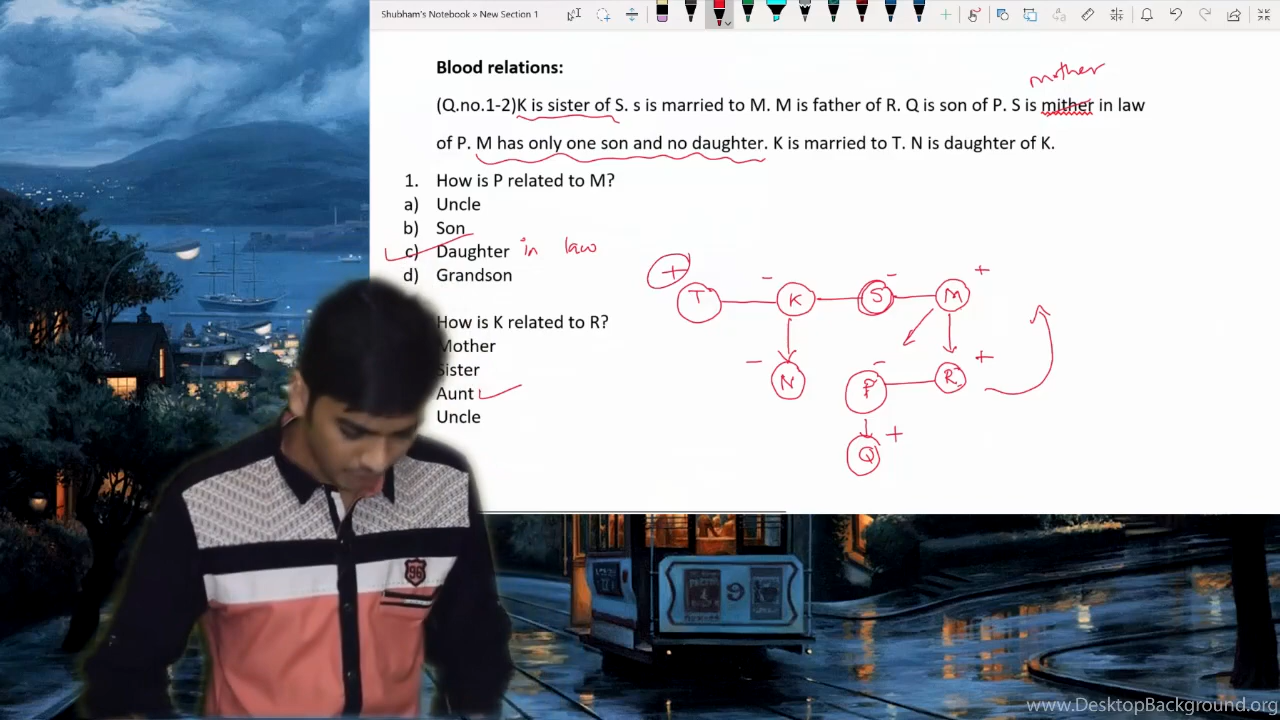 Shubham's Notebook » New Section 1
Blood relations:
mother
(Q.no.1-2)K is sister of S. s is married to M. M is father of R. Q is son of P. S is mither in law
of P. M has only one son and no daughter. K is married to T. N is daughter of K.
1. How is P related to M?
a) Uncle
b) Son
c) Daughter in law
d) Grandson
+ - - +
T K S M
How is K related to R?
Mother
Sister
Aunt
Uncle
- - +
N P R
+
Q
96
9
www.DesktopBackground.org